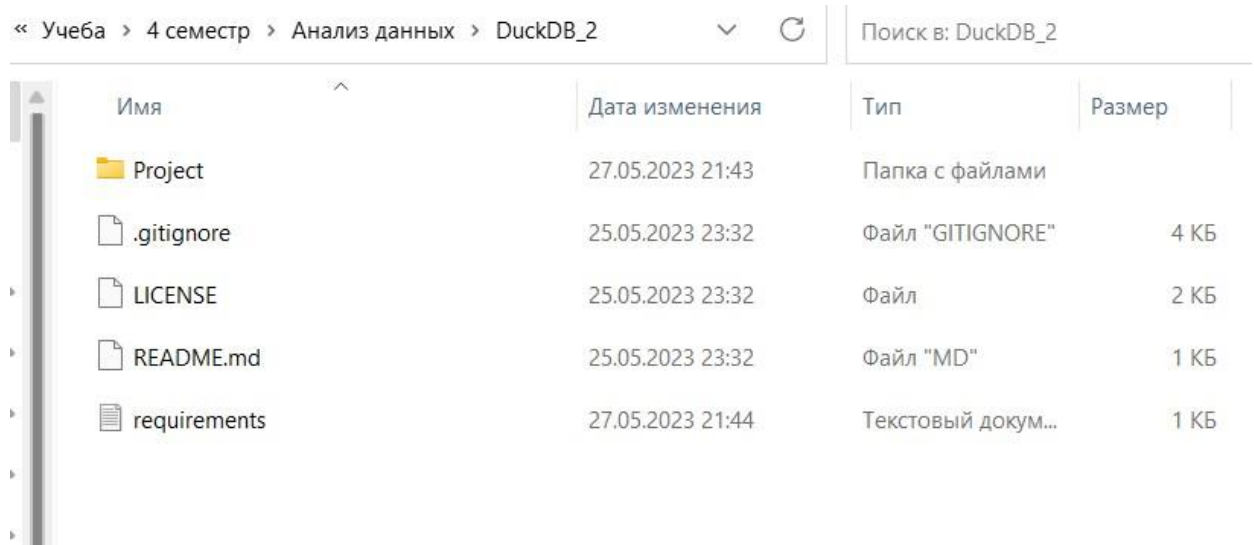 « Учеба > 4 семестр > Анализ данных > DuckDB_2 Поиск в: DuckDB_2
Имя Дата изменения Тип Размер
Project 27.05.2023 21:43 Папка с файлами
.gitignore 25.05.2023 23:32 Файл "GITIGNORE" 4 КБ
LICENSE 25.05.2023 23:32 Файл 2 КБ
README.md 25.05.2023 23:32 Файл "MD" 1 КБ
requirements 27.05.2023 21:44 Текстовый докум... 1 КБ